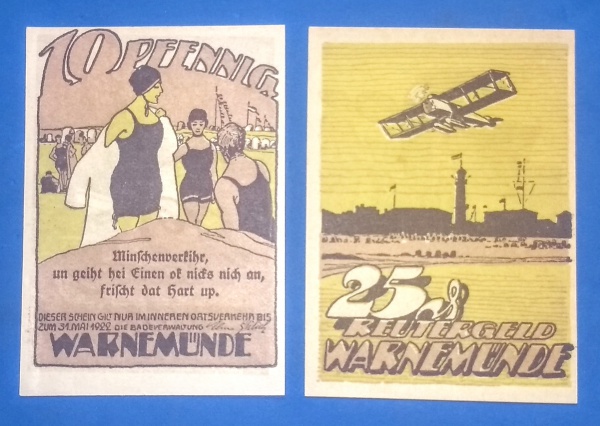 10 PFENNIG
Minschenverkihr,
un geiht hei Einen ok nicks nich an,
frischt dat Hart up.
DIESER SCHEIN GILT NUR IM INNEREN ORTSVERKEHR BIS
ZUM 31. MAI 1922 DIE BADEVERWALTUNG
WARNEMÜNDE
25 ₰
REUTERGELD
WARNEMÜNDE